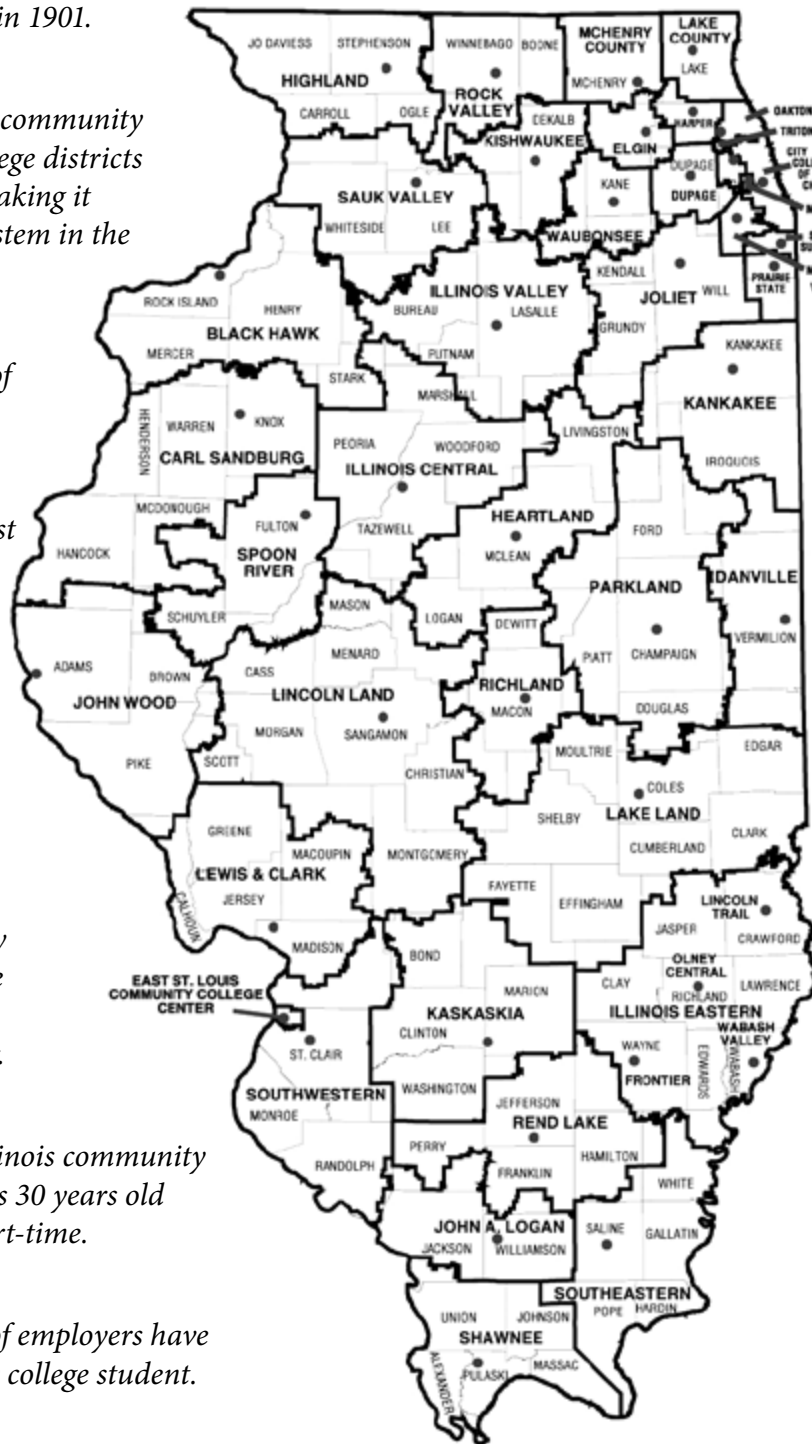 in 1901.
community
ege districts
aking it
stem in the
of
st
y
e
.
inois community
s 30 years old
rt-time.
of employers have
college student.
JO DAVIESS
STEPHENSON
WINNEBAGO
BOONE
MCHENRY
COUNTY
LAKE
COUNTY
LAKE
HIGHLAND
MCHENRY
ROCK
VALLEY
CARROLL
OGLE
DEKALB
KISHWAUKEE
ELGIN
HARPER
OAKTON
TRITON
CITY
COL
OF
C
SAUK VALLEY
KANE
DUPAGE
DUPAGE
WHITESIDE
LEE
WAUBONSEE
PRAIRIE
STATE
ROCK ISLAND
HENRY
BUREAU
ILLINOIS VALLEY
LASALLE
KENDALL
JOLIET
WILL
BLACK HAWK
GRUNDY
MERCER
PUTNAM
KANKAKEE
STARK
MARSHALL
KANKAKEE
HENDERSON
WARREN
KNOX
PEORIA
WOODFORD
LIVINGSTON
CARL SANDBURG
ILLINOIS CENTRAL
IROQUOIS
MCDONOUGH
FULTON
TAZEWELL
HEARTLAND
FORD
HANCOCK
SPOON
RIVER
MCLEAN
PARKLAND
DANVILLE
SCHUYLER
MASON
LOGAN
DEWITT
VERMILION
ADAMS
BROWN
CASS
MENARD
PIATT
CHAMPAIGN
JOHN WOOD
LINCOLN LAND
RICHLAND
MACON
DOUGLAS
MORGAN
SANGAMON
PIKE
SCOTT
CHRISTIAN
MOULTRIE
EDGAR
COLES
SHELBY
LAKE LAND
GREENE
MACOUPIN
MONTGOMERY
CUMBERLAND
CLARK
LEWIS & CLARK
JERSEY
CALHOUN
FAYETTE
EFFINGHAM
LINCOLN
TRAIL
JASPER
CRAWFORD
MADISON
BOND
EAST ST. LOUIS
COMMUNITY COLLEGE
CENTER
CLAY
OLNEY
CENTRAL
RICHLAND
LAWRENCE
MARION
KASKASKIA
ILLINOIS EASTERN
CLINTON
ST. CLAIR
WAYNE
EDWARDS
WABASH
WABASH
VALLEY
FRONTIER
SOUTHWESTERN
WASHINGTON
MONROE
JEFFERSON
REND LAKE
RANDOLPH
PERRY
HAMILTON
FRANKLIN
WHITE
JOHN A. LOGAN
SALINE
GALLATIN
JACKSON
WILLIAMSON
SOUTHEASTERN
POPE
HARDIN
UNION
JOHNSON
SHAWNEE
ALEXANDER
PULASKI
MASSAC